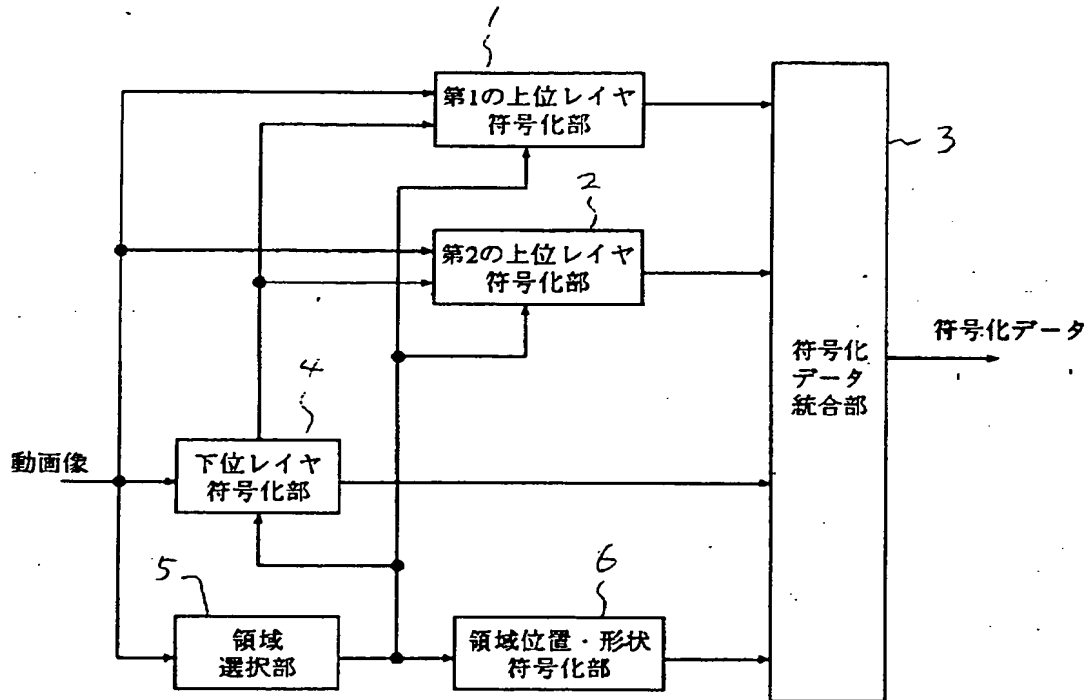 1
第1の上位レイヤ
符号化部
3
2
第2の上位レイヤ
符号化部
符号化データ
符号化
データ
統合部
4
動画像
下位レイヤ
符号化部
5
6
領域
選択部
領域位置・形状
符号化部